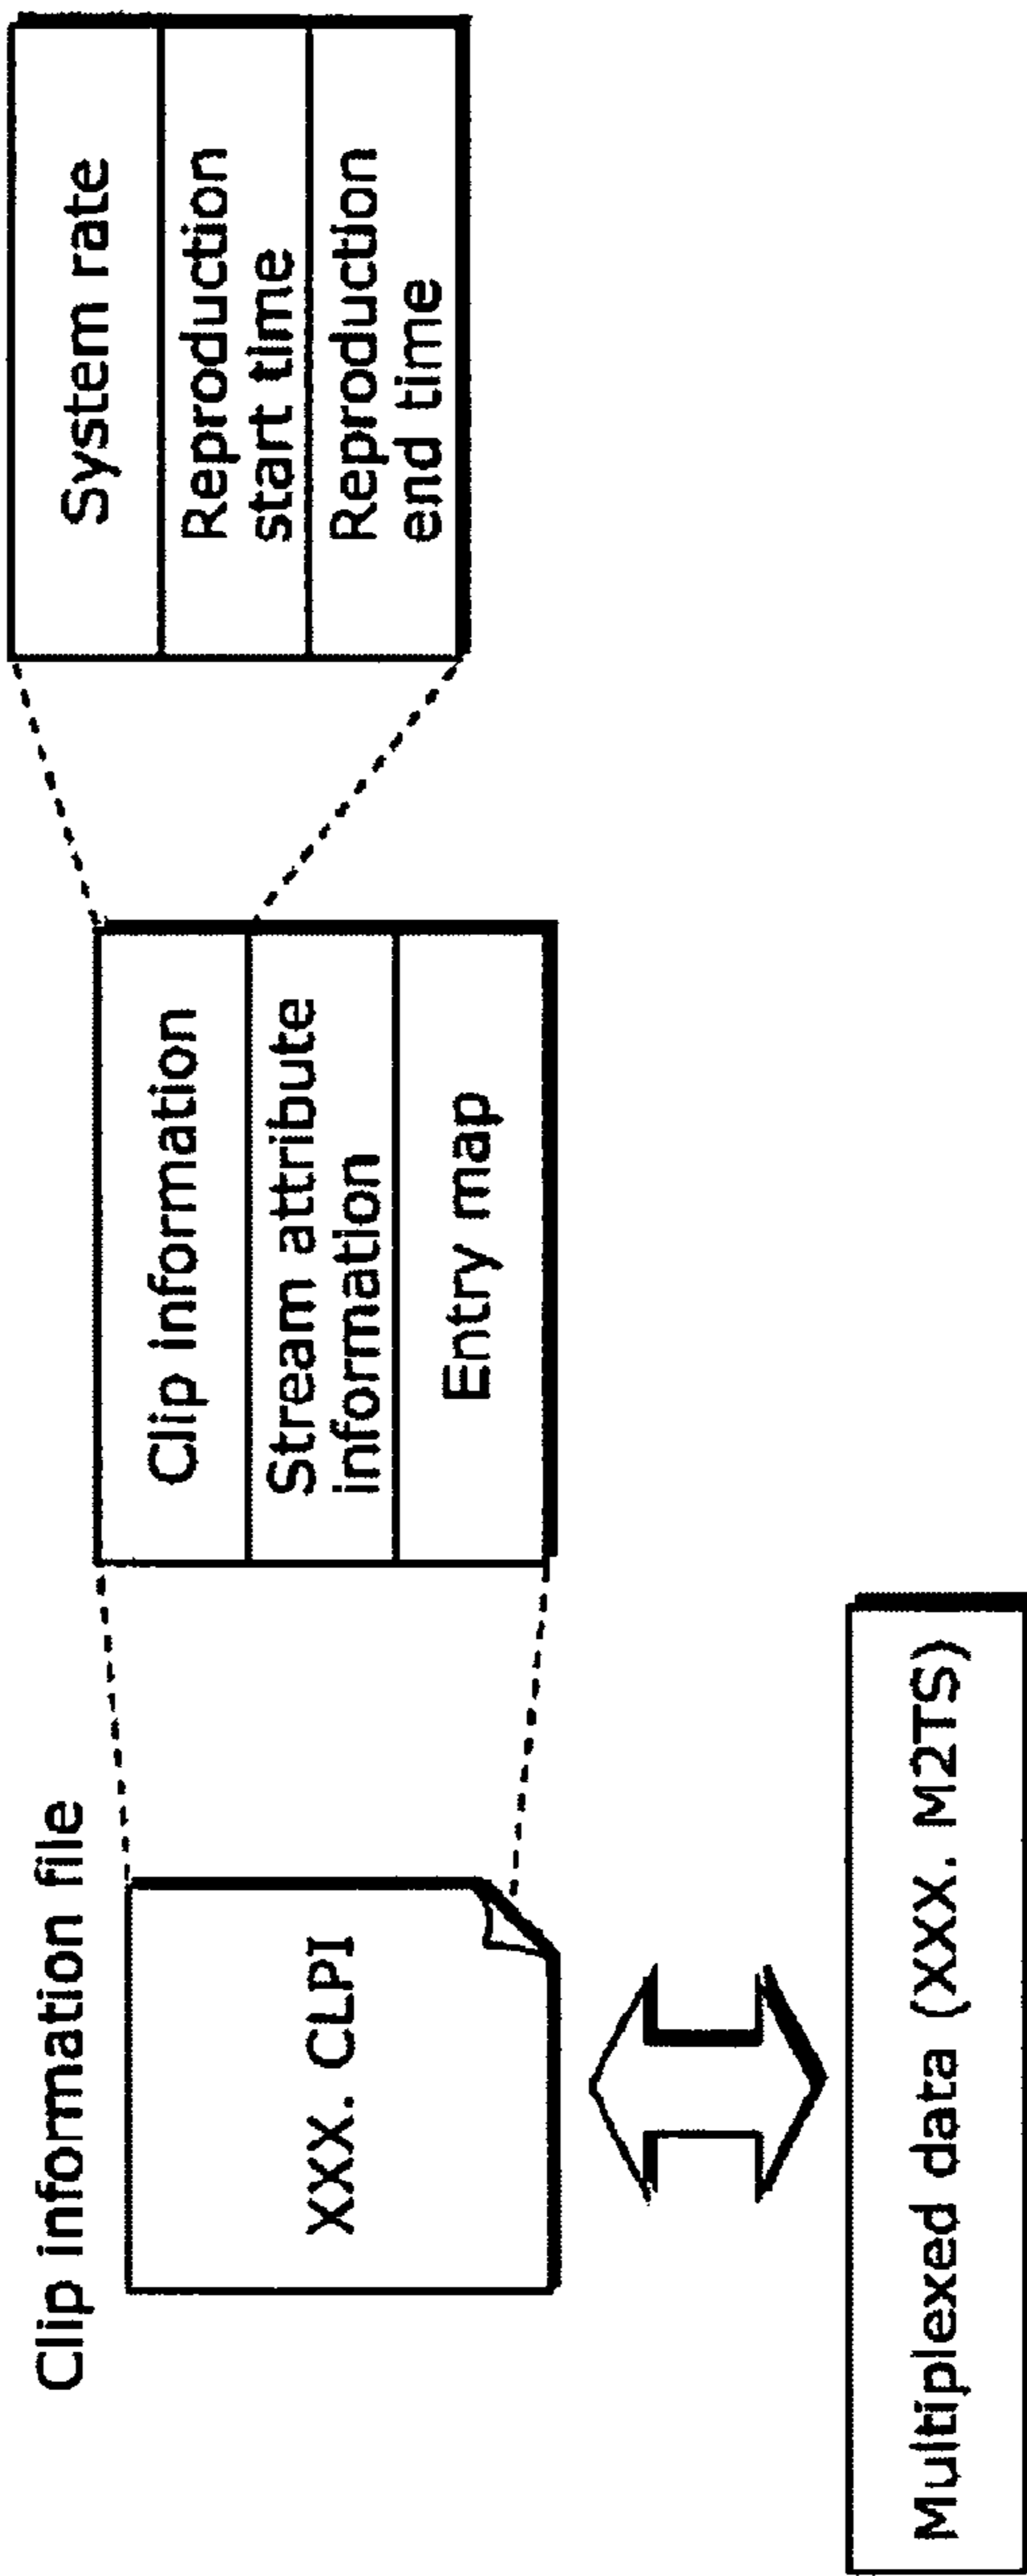 Clip information file
XXX. CLPI
Clip information
Stream attribute
information
Entry map
System rate
Reproduction
start time
Reproduction
end time
Multiplexed data (XXX. M2TS)